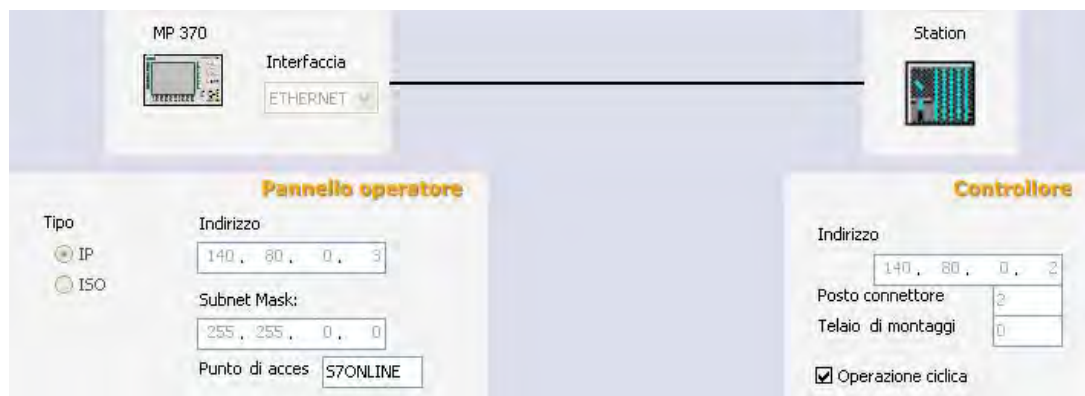 MP 370
Interfaccia
ETHERNET
Station
Pannello operatore
Tipo
IP
ISO
Indirizzo
140. 80. 0. 3
Subnet Mask:
255. 255. 0. 0
Punto di acces S7ONLINE
Controllore
Indirizzo
140. 80. 0. 2
Posto connettore 2
Telaio di montaggi 0
Operazione ciclica